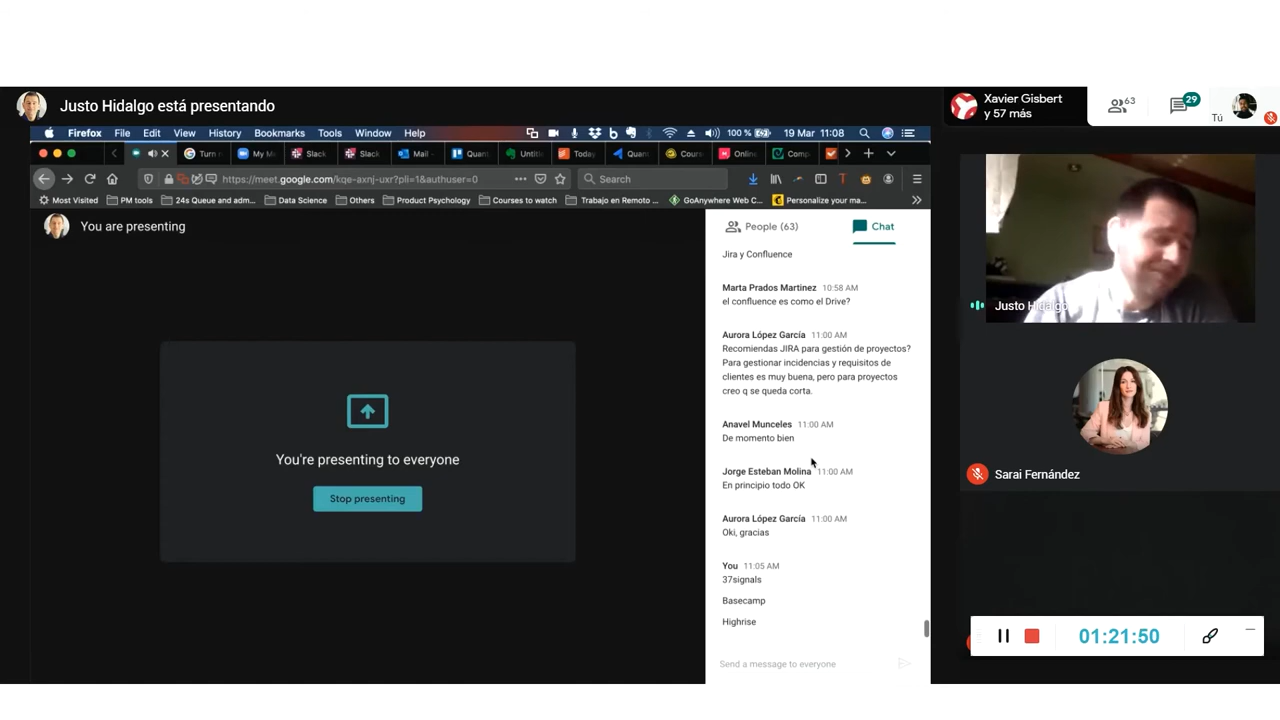 Justo Hidalgo está presentando
Xavier Gisbert
y 57 más
63
29
Tú
Firefox File Edit View History Bookmarks Tools Window Help
100 %
19 Mar 11:08
Turn
My M
Slack
Slack
Mail
Quant
Untitl
Today
Quan
Cours
Online
Comp
https://meet.google.com/kqe-axnj-uxr?pli=1&authuser=0
Search
Most Visited
PM tools
24s Queue and adm...
Data Science
Others
Product Psychology
Courses to watch
Trabajo en Remoto ...
GoAnywhere Web C...
Personalize your ma...
You are presenting
People (63)
Chat
Jira y Confluence
Marta Prados Martinez 10:58 AM
el confluence es como el Drive?
Aurora López García 11:00 AM
Recomiendas JIRA para gestión de proyectos?
Para gestionar incidencias y requisitos de
clientes es muy buena, pero para proyectos
creo q se queda corta.
Anavel Munceles 11:00 AM
De momento bien
Jorge Esteban Molina 11:00 AM
En principio todo OK
Aurora López García 11:00 AM
Oki, gracias
You 11:05 AM
37signals
Basecamp
Highrise
Send a message to everyone
You're presenting to everyone
Stop presenting
Justo Hidalgo
Sarai Fernández
01:21:50